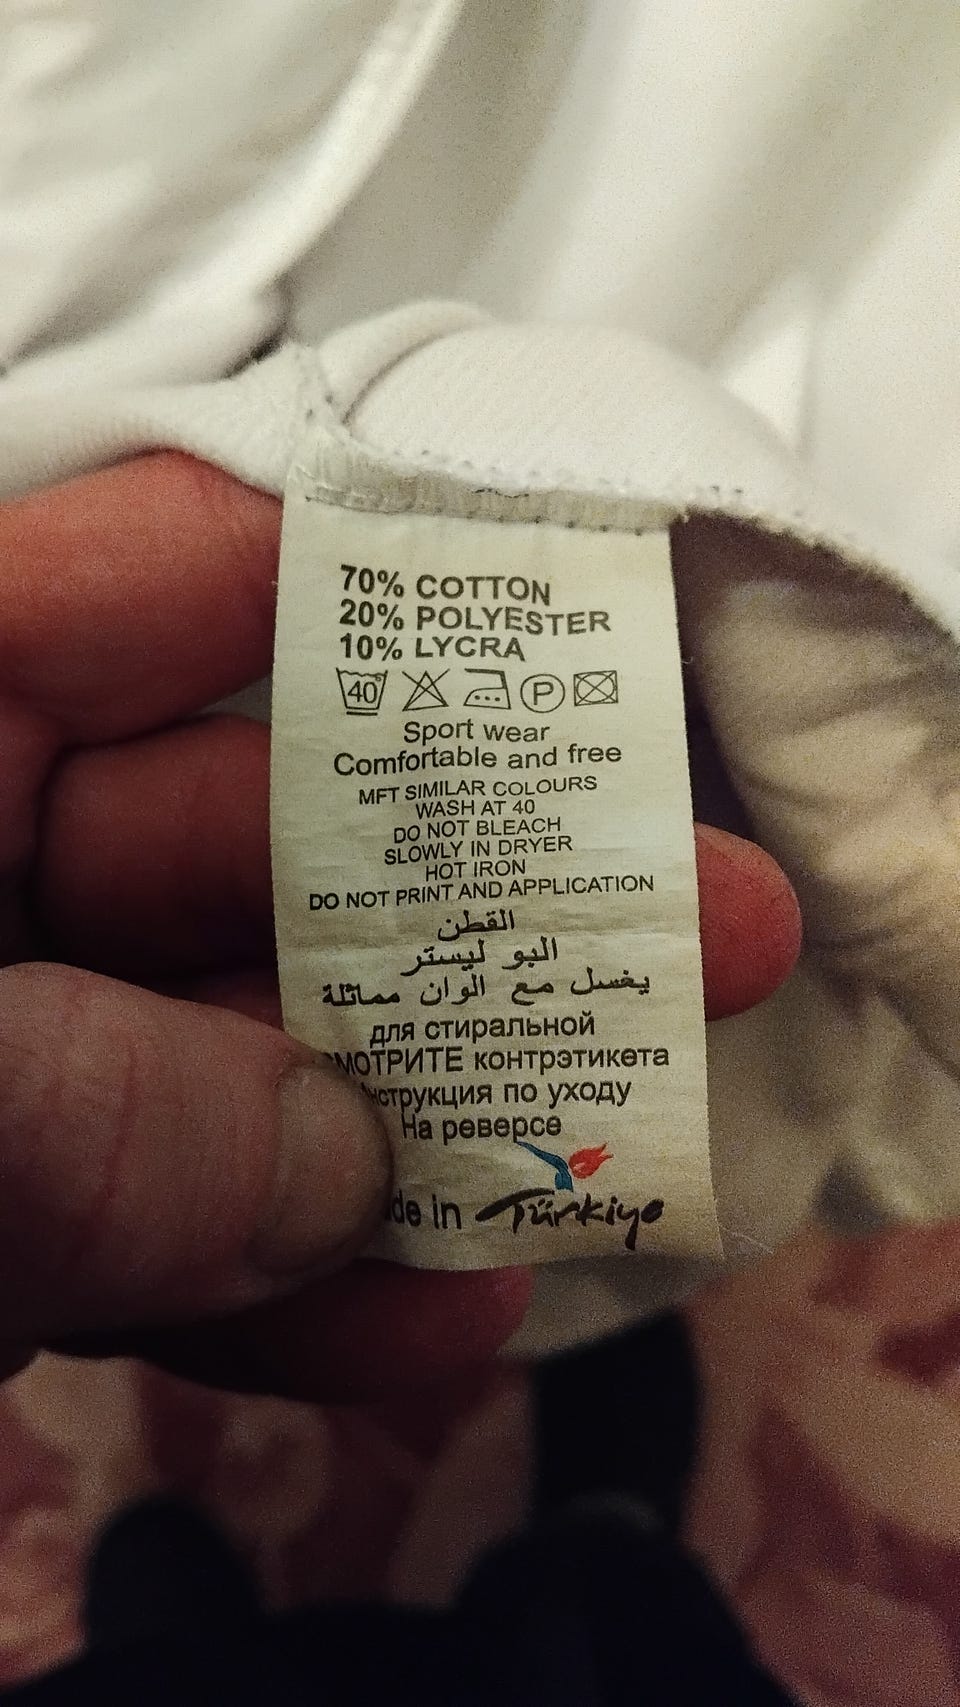 70% COTTON
20% POLYESTER
10% LYCRA
40 P
Sport wear
Comfortable and free
MFT SIMILAR COLOURS
WASH AT 40
DO NOT BLEACH
SLOWLY IN DRYER
HOT IRON
DO NOT PRINT AND APPLICATION
القطن
البو ليستر
يغسل مع الوان مماثلة
для стиральной
контрэтикета
по уходу
На реверсе
in Türkiye